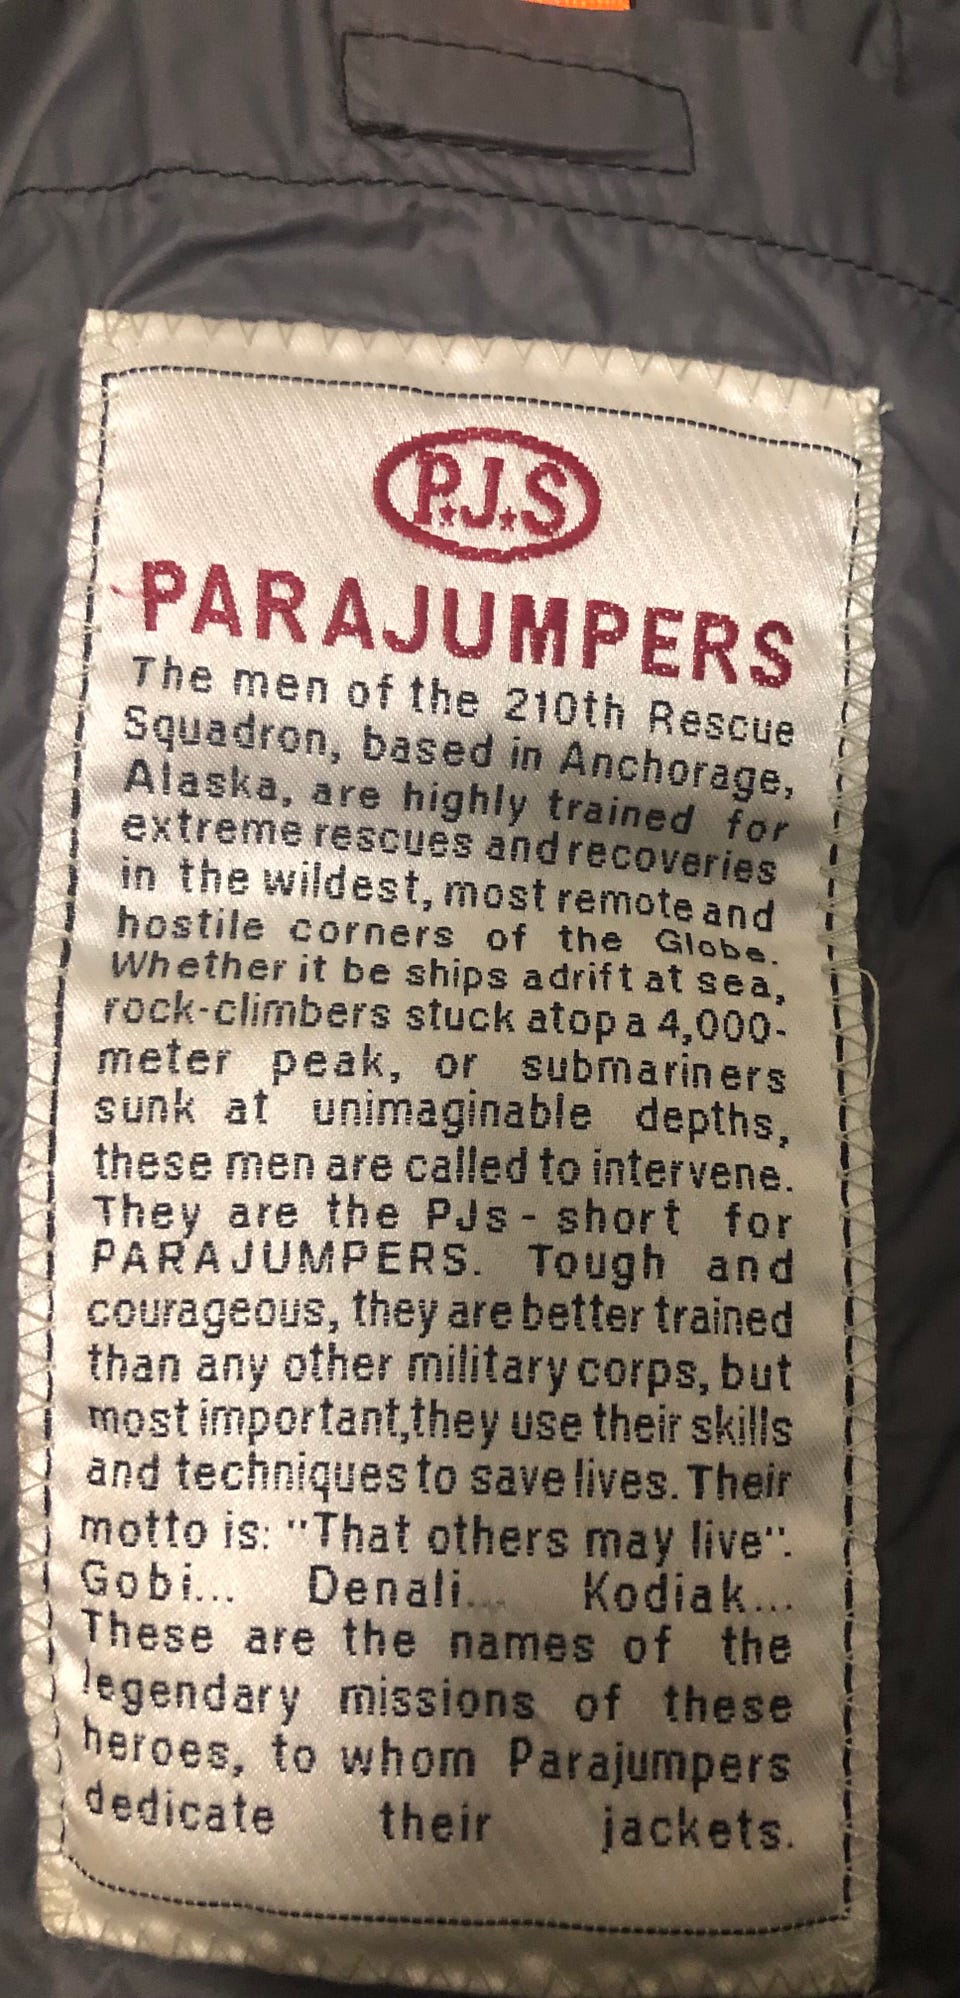 P.J.S
PARAJUMPERS
The men of the 210th Rescue
Squadron, based in Anchorage,
Alaska, are highly trained for
extreme rescues and recoveries
in the wildest, most remote and
hostile corners of the Globe.
Whether it be ships adrift at sea,
rock-climbers stuck atop a 4,000-
meter peak, or submariners
sunk at unimaginable depths,
these men are called to intervene.
They are the PJs - short for
PARAJUMPERS. Tough and
courageous, they are better trained
than any other military corps, but
most important,they use their skills
and techniques to save lives. Their
motto is: "That others may live".
Gobi... Denali... Kodiak...
These are the names of the
legendary missions of these
heroes, to whom Parajumpers
dedicate their jackets.